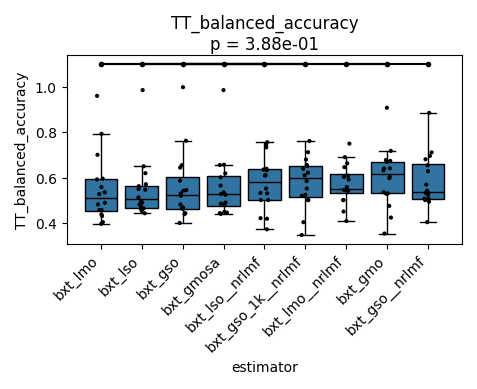 TT_balanced_accuracy
p = 3.88e-01
TT_balanced_accuracy
1.0
0.8
0.6
0.4
bxt_lmo
bxt_lso
bxt_gso
bxt_gmosa
bxt_lso__nrlmf
bxt_gso_1k__nrlmf
bxt_lmo__nrlmf
bxt_gmo
bxt_gso__nrlmf
estimator